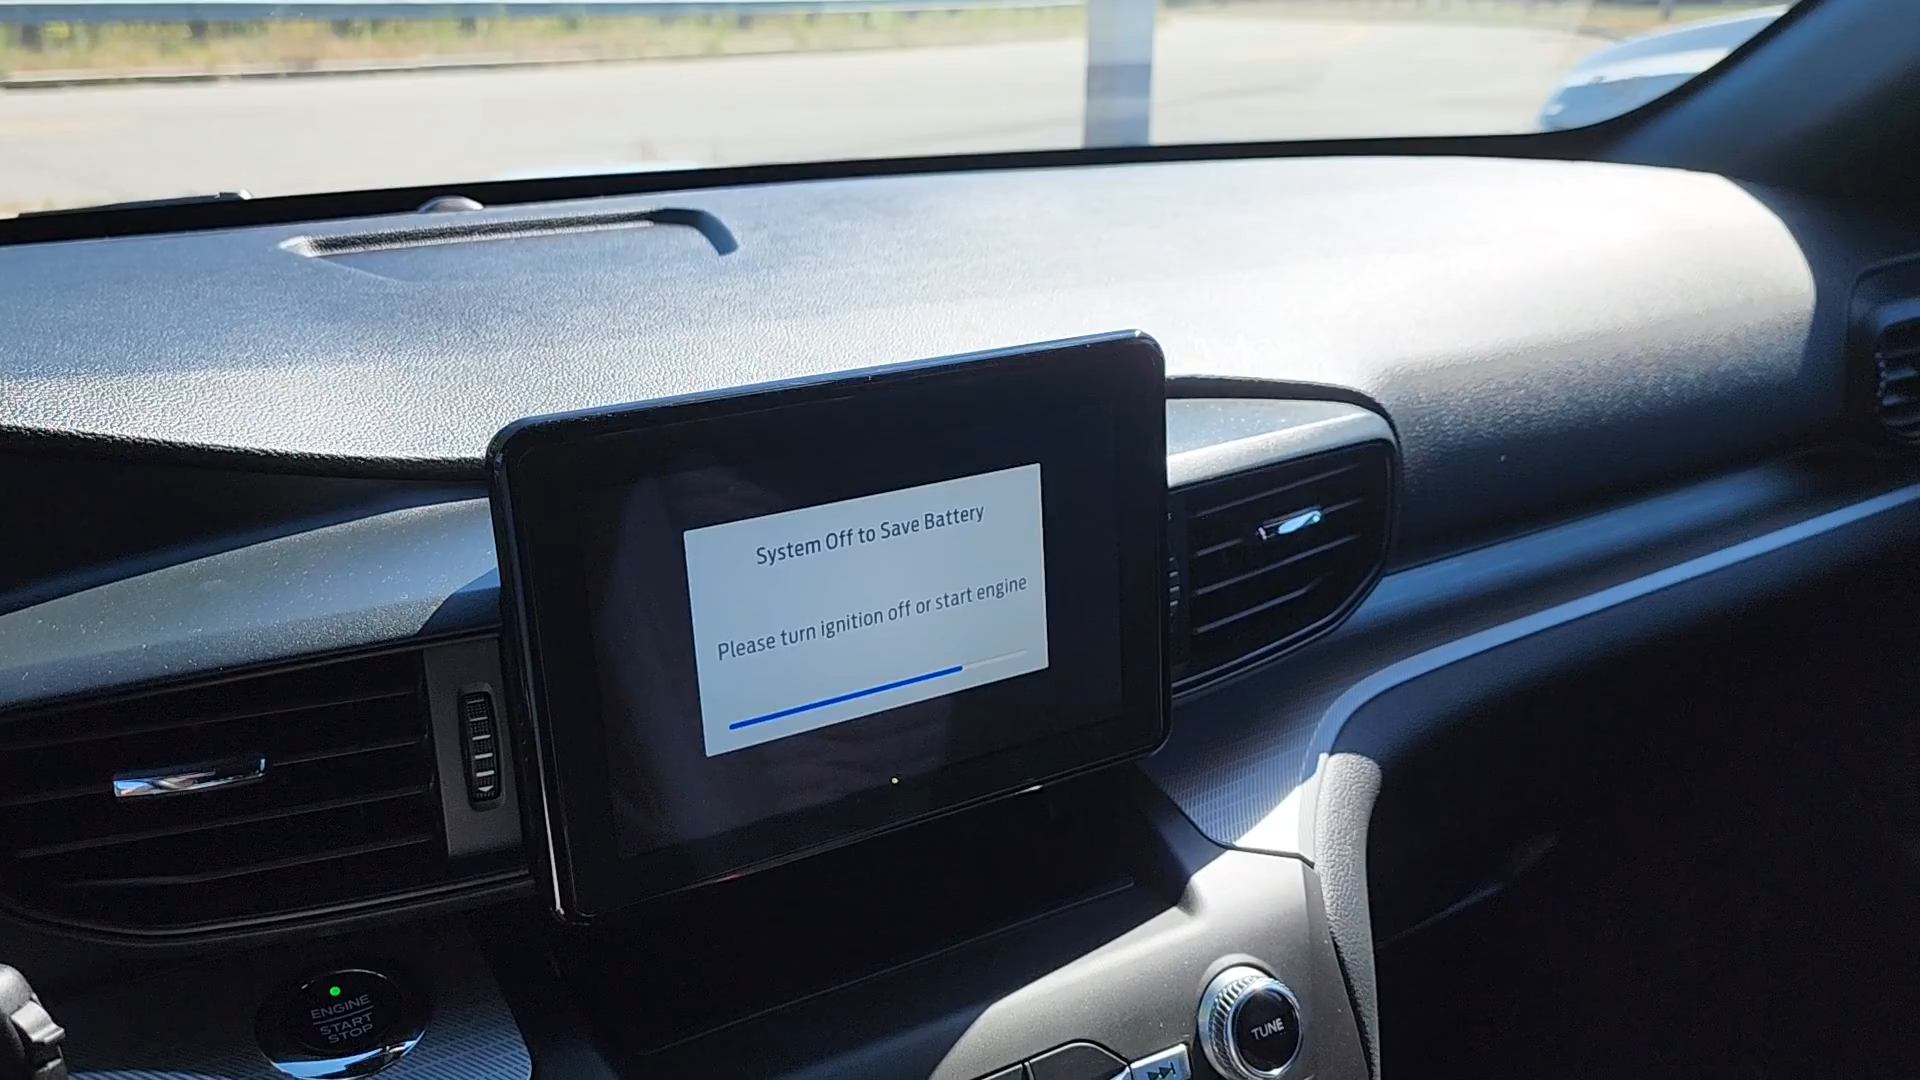 System Off to Save Battery
Please turn ignition off or start engine
ENGINE
START
STOP
TUNE